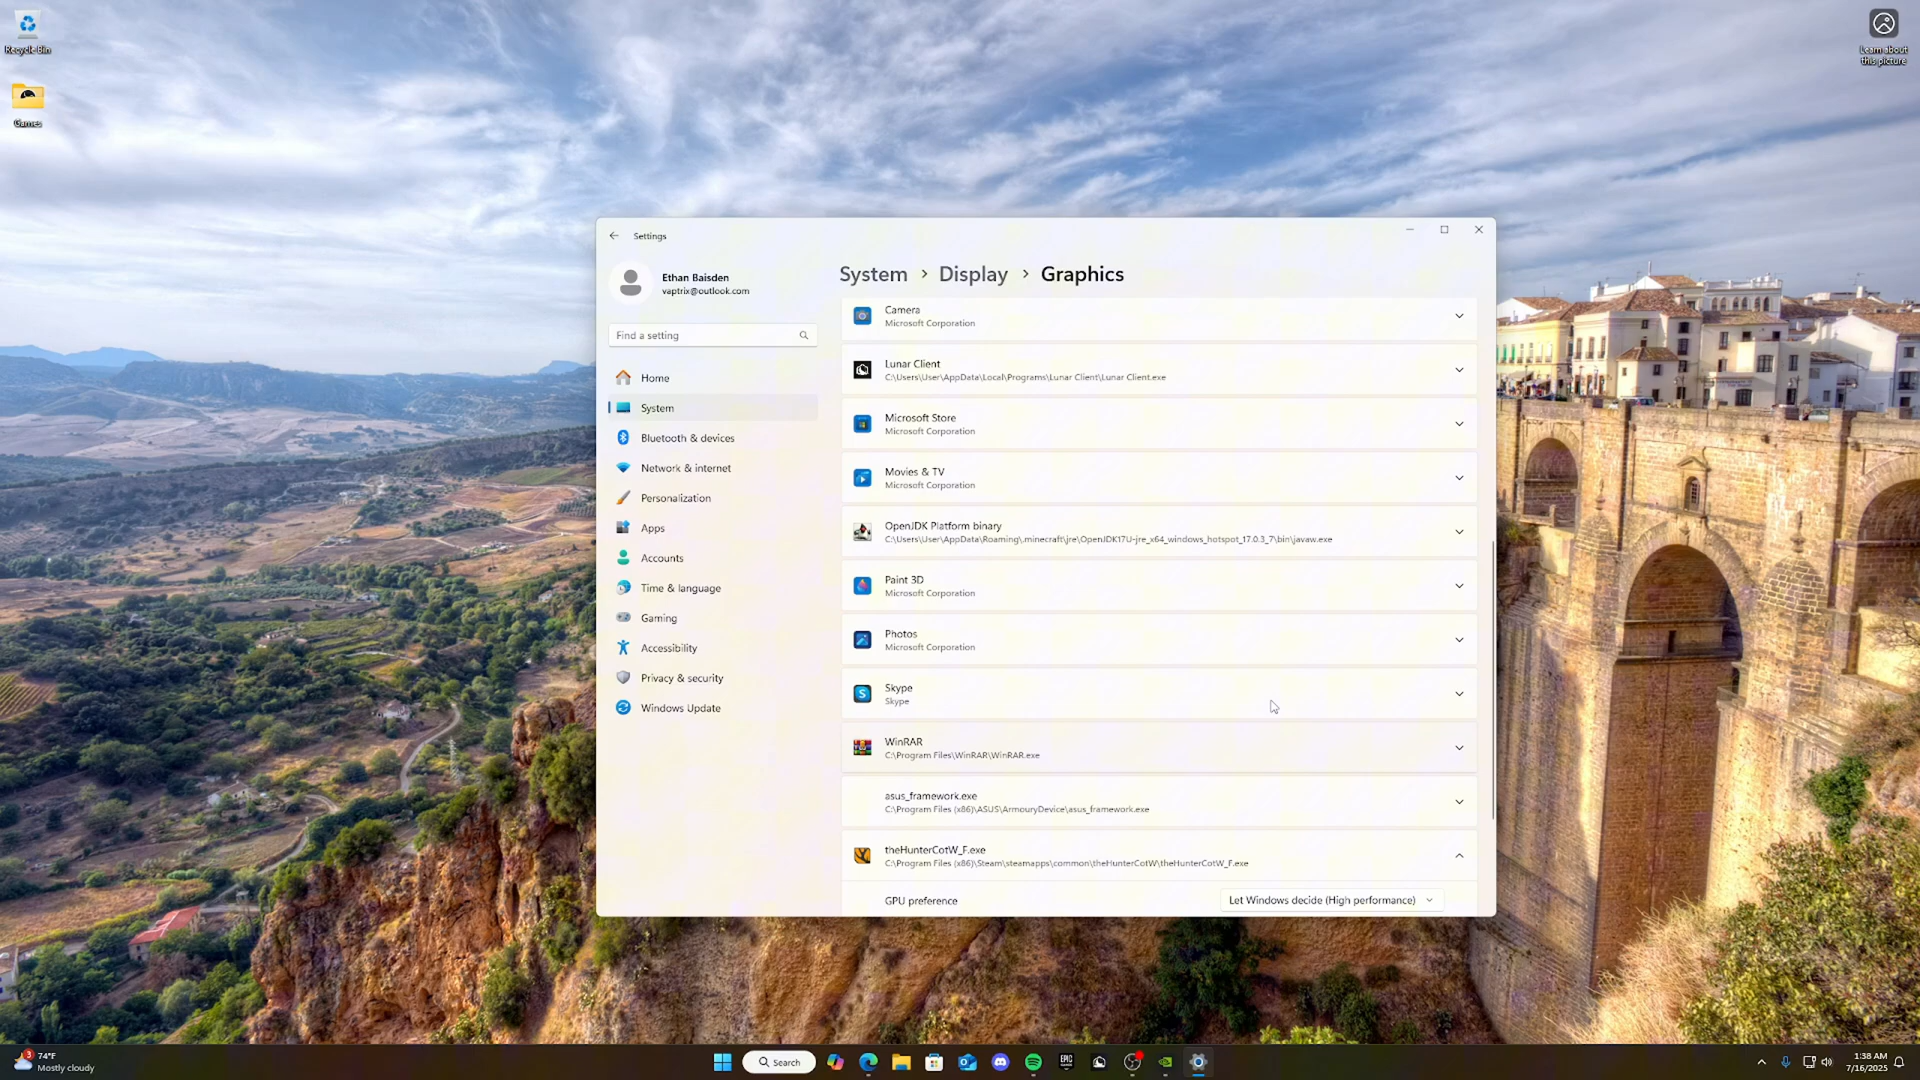 Recycle Bin
Games
Learn about
this picture
Settings
Ethan Baisden
vaptrix@outlook.com
Find a setting
Home
System
Bluetooth & devices
Network & internet
Personalization
Apps
Accounts
Time & language
Gaming
Accessibility
Privacy & security
Windows Update
System > Display > Graphics
Camera
Microsoft Corporation
Lunar Client
C:\Users\User\AppData\Local\Programs\Lunar Client\Lunar Client.exe
Microsoft Store
Microsoft Corporation
Movies & TV
Microsoft Corporation
OpenJDK Platform binary
C:\Users\User\AppData\Roaming\.minecraft\jre\OpenJDK17U-jre_x64_windows_hotspot_17.0.3_7\bin\javaw.exe
Paint 3D
Microsoft Corporation
Photos
Microsoft Corporation
Skype
Skype
WinRAR
C:\Program Files\WinRAR\WinRAR.exe
asus_framework.exe
C:\Program Files (x86)\ASUS\ArmouryDevice\asus_framework.exe
theHunterCotW_F.exe
C:\Program Files (x86)\Steam\steamapps\common\theHunterCotW\theHunterCotW_F.exe
GPU preference
Let Windows decide (High performance)
3
74°F
Mostly cloudy
Search
EPIC
1:38 AM
7/16/2025